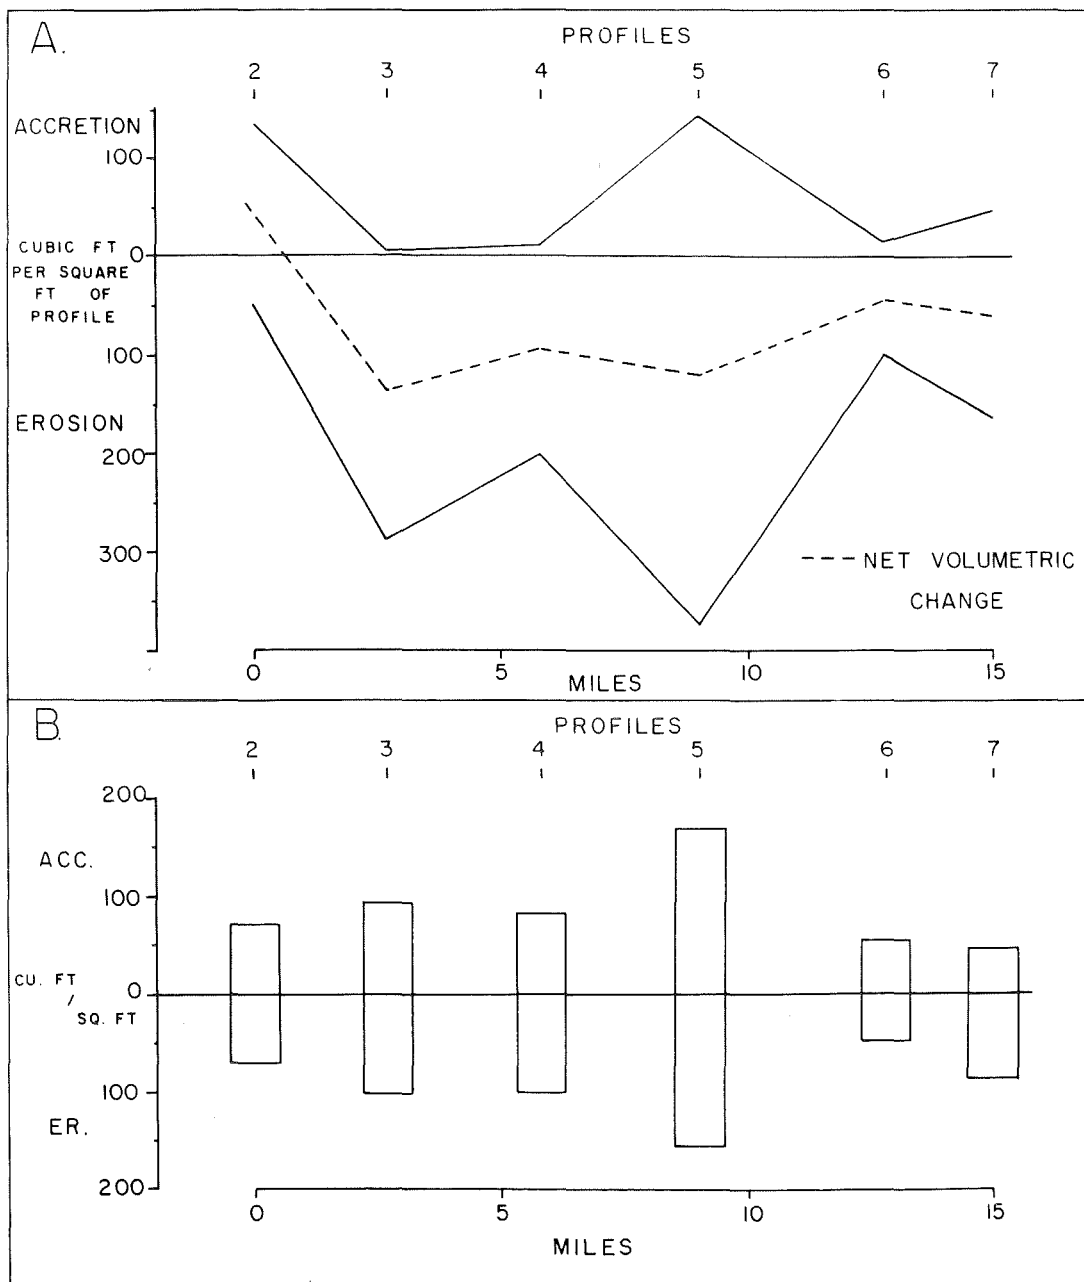 A.
PROFILES
2 3 4 5 6 7
ACCRETION
100
0
CUBIC FT
PER SQUARE
FT OF
PROFILE
100
EROSION
200
300
--- NET VOLUMETRIC
CHANGE
0 5 10 15
MILES
B.
PROFILES
2 3 4 5 6 7
200
ACC.
100
CU. FT 0
/
SQ. FT
100
ER.
200
0 5 10 15
MILES